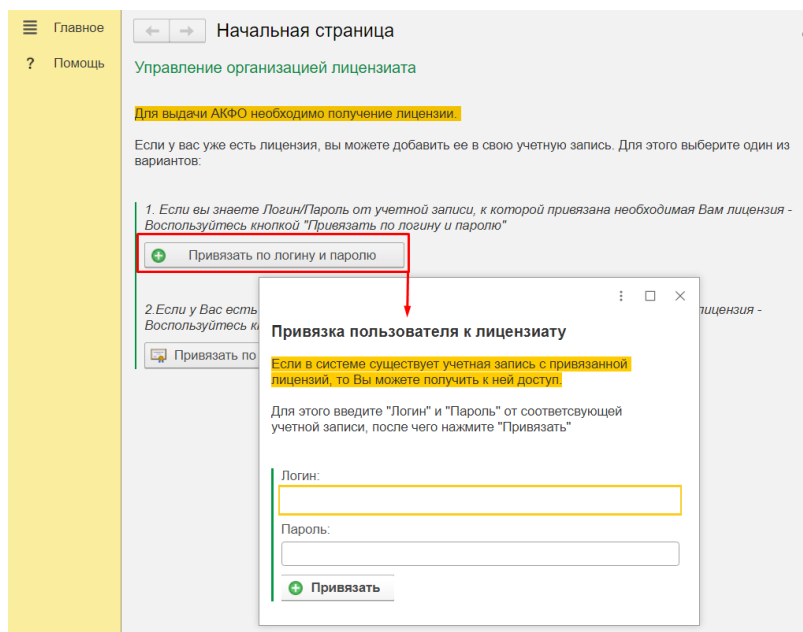 Главное
Начальная страница
? Помощь
Управление организацией лицензиата
Для выдачи АКФО необходимо получение лицензии.
Если у вас уже есть лицензия, вы можете добавить ее в свою учетную запись. Для этого выберите один из
вариантов:
1. Если вы знаете Логин/Пароль от учетной записи, к которой привязана необходимая Вам лицензия -
Воспользуйтесь кнопкой "Привязать по логину и паролю"
Привязать по логину и паролю
2.Если у Вас есть
лицензия -
Воспользуйтесь
Привязать по
Привязка пользователя к лицензиату
Если в системе существует учетная запись с привязанной
лицензий, то Вы можете получить к ней доступ.
Для этого введите "Логин" и "Пароль" от соответсвующей
учетной записи, после чего нажмите "Привязать"
Логин:
Пароль:
Привязать